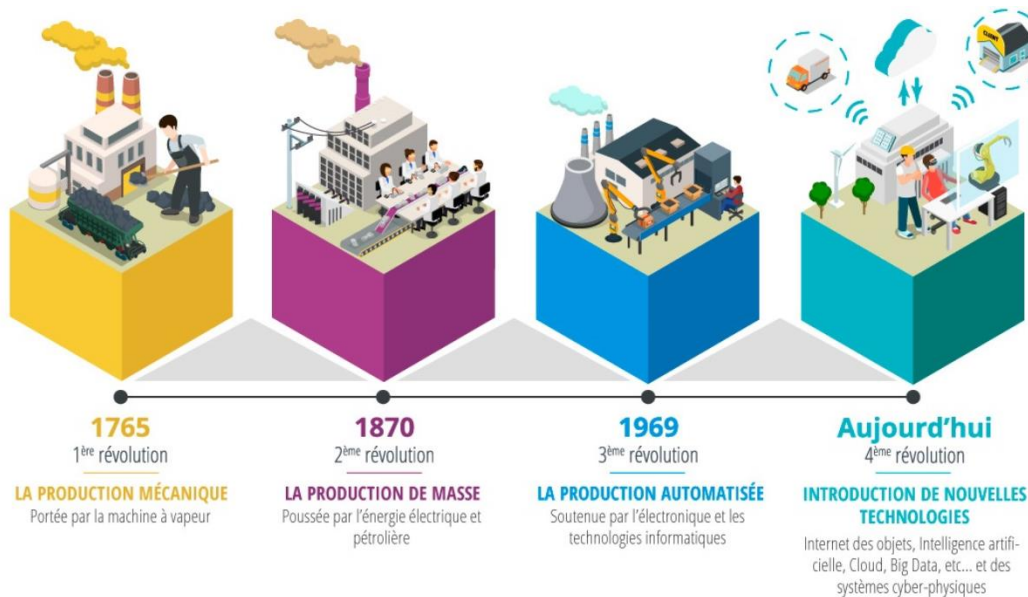 CLIENT
1765
1ère révolution
LA PRODUCTION MÉCANIQUE
Portée par la machine à vapeur
1870
2ème révolution
LA PRODUCTION DE MASSE
Poussée par l'énergie électrique et
pétrolière
1969
3ème révolution
LA PRODUCTION AUTOMATISÉE
Soutenue par l'électronique et les
technologies informatiques
Aujourd'hui
4ème révolution
INTRODUCTION DE NOUVELLES
TECHNOLOGIES
Internet des objets, Intelligence artifi-
cielle, Cloud, Big Data, etc... et des
systèmes cyber-physiques